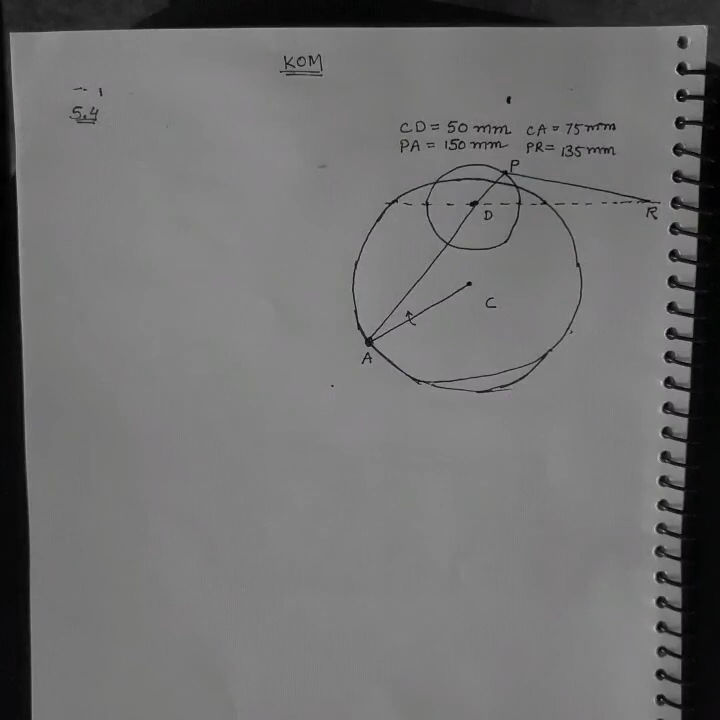 KOM
5.4
CD = 50 mm CA = 75 mm
PA = 150 mm PR = 135 mm
P
D
R
C
A